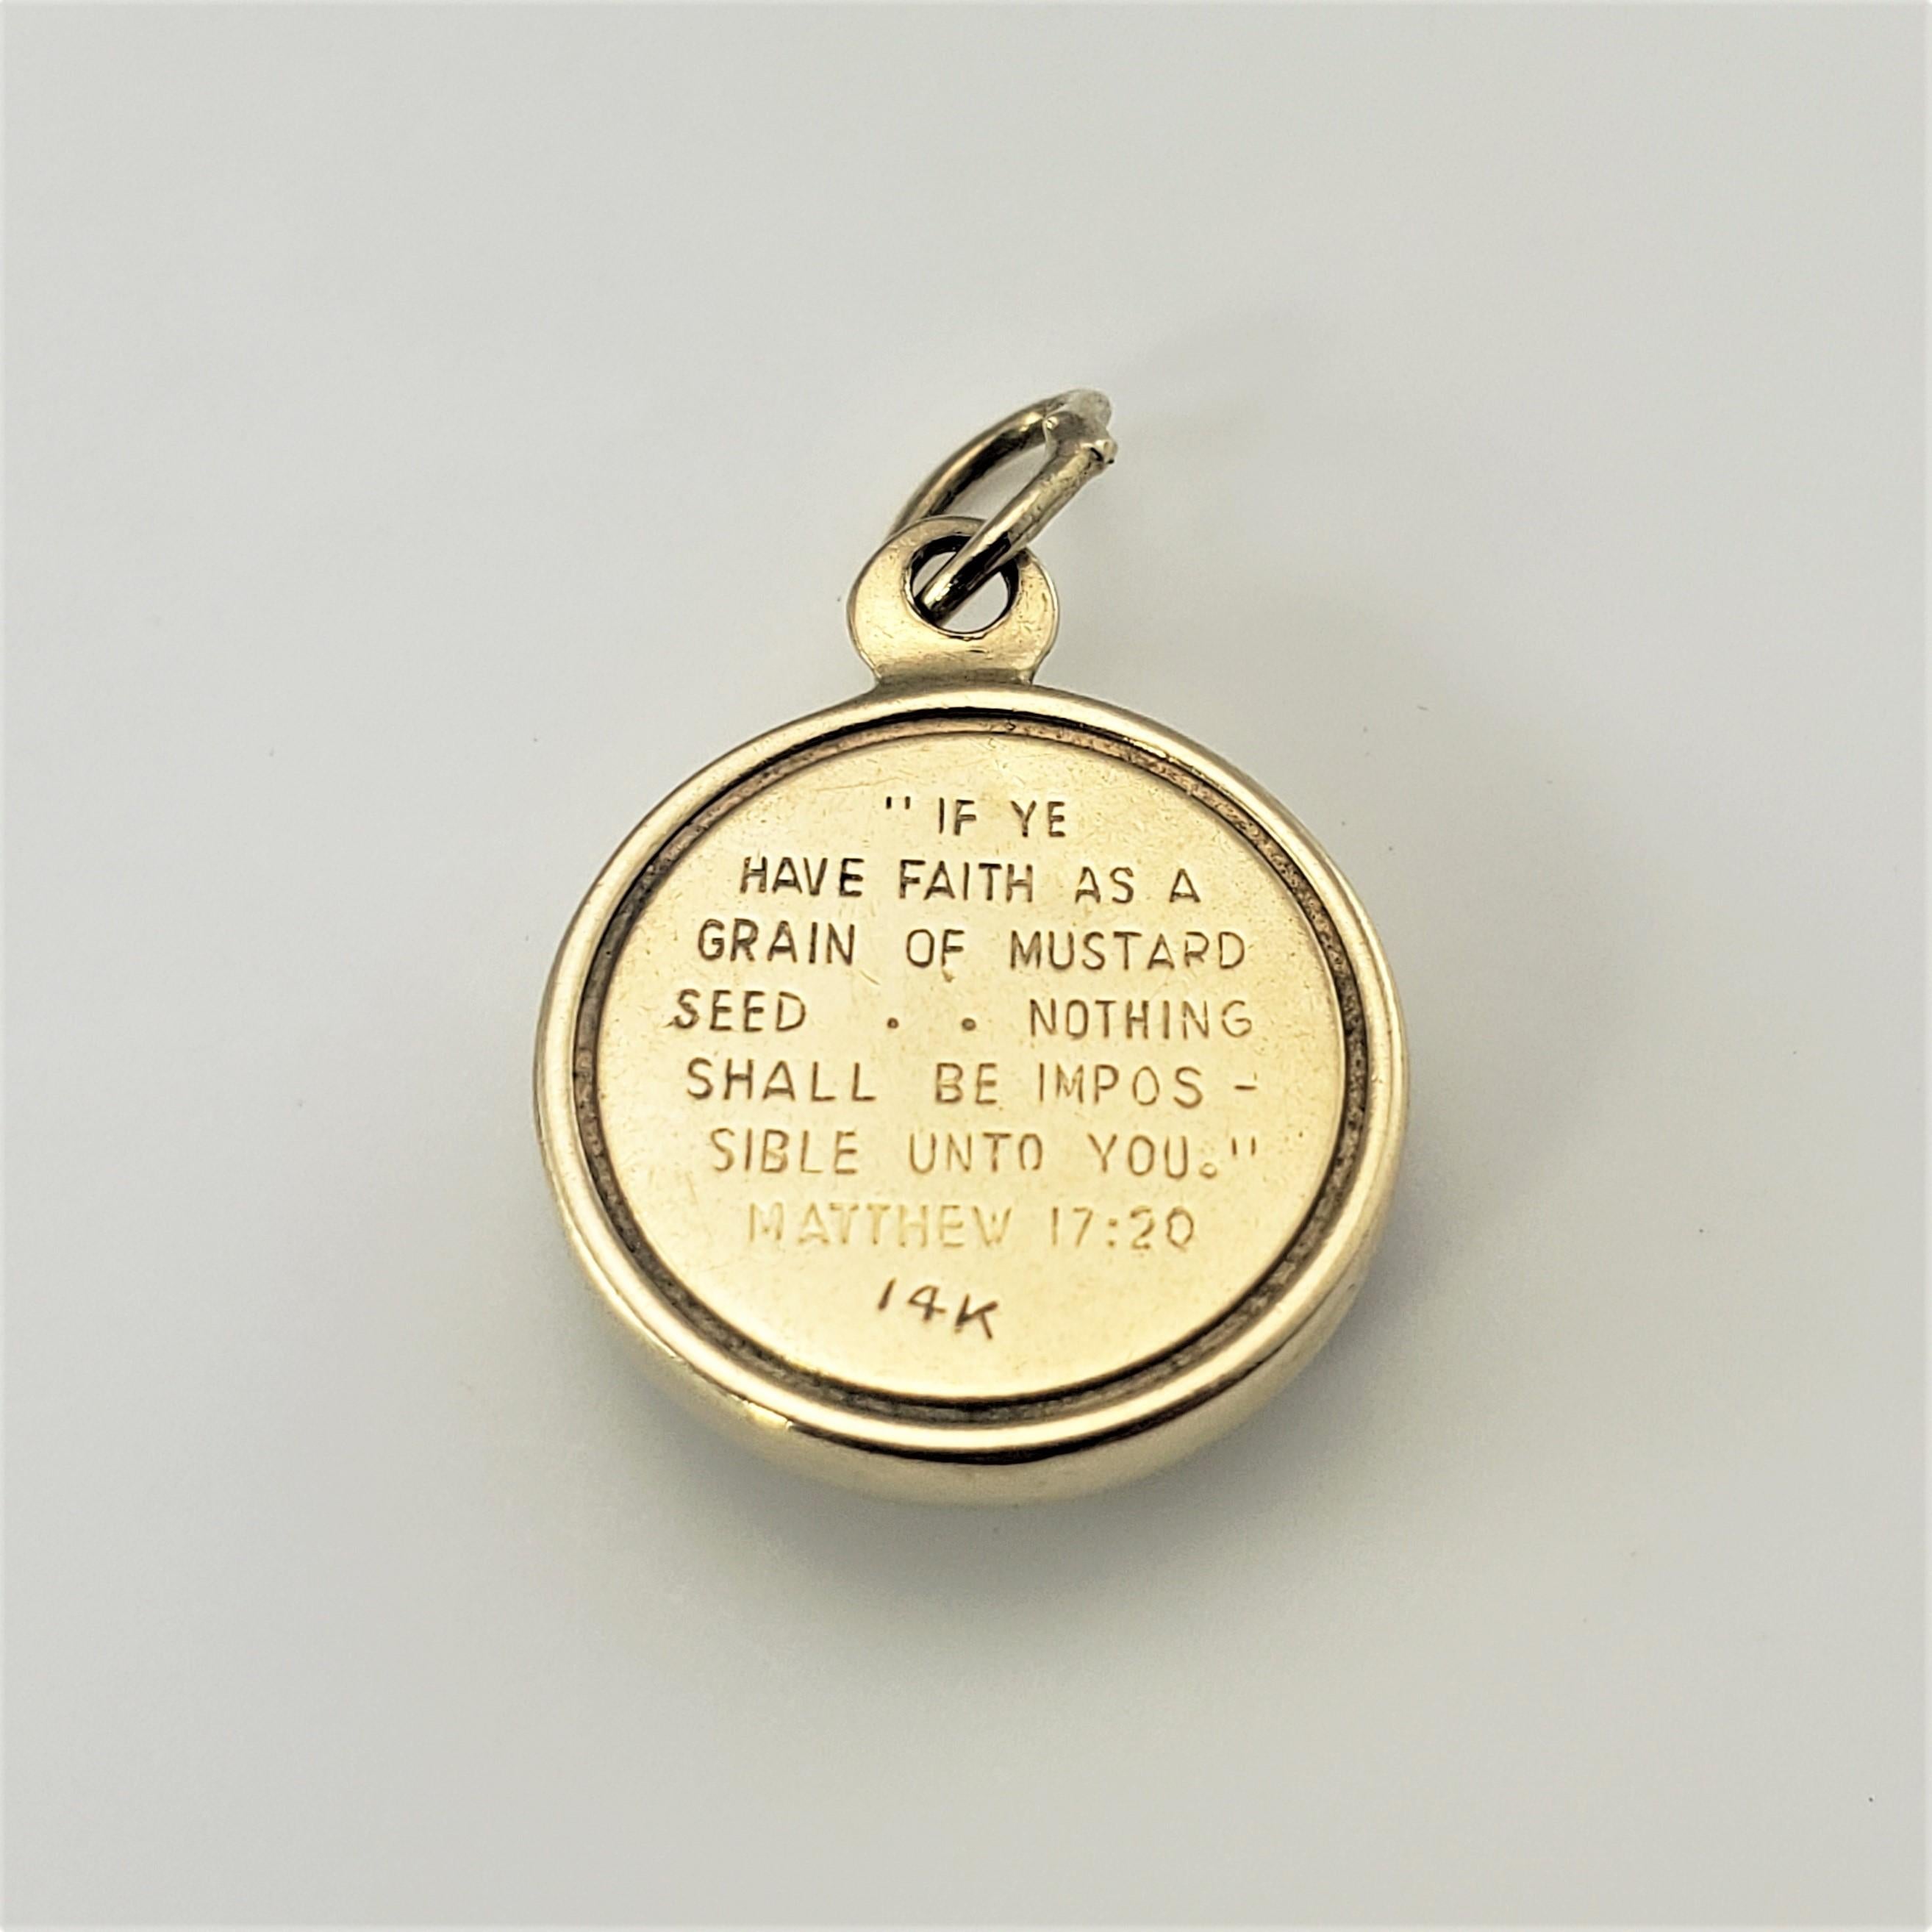 " IF YE
HAVE FAITH AS A
GRAIN OF MUSTARD
SEED . . NOTHING
SHALL BE IMPOS -
SIBLE UNTO YOU."
MATTHEW 17:20
14K